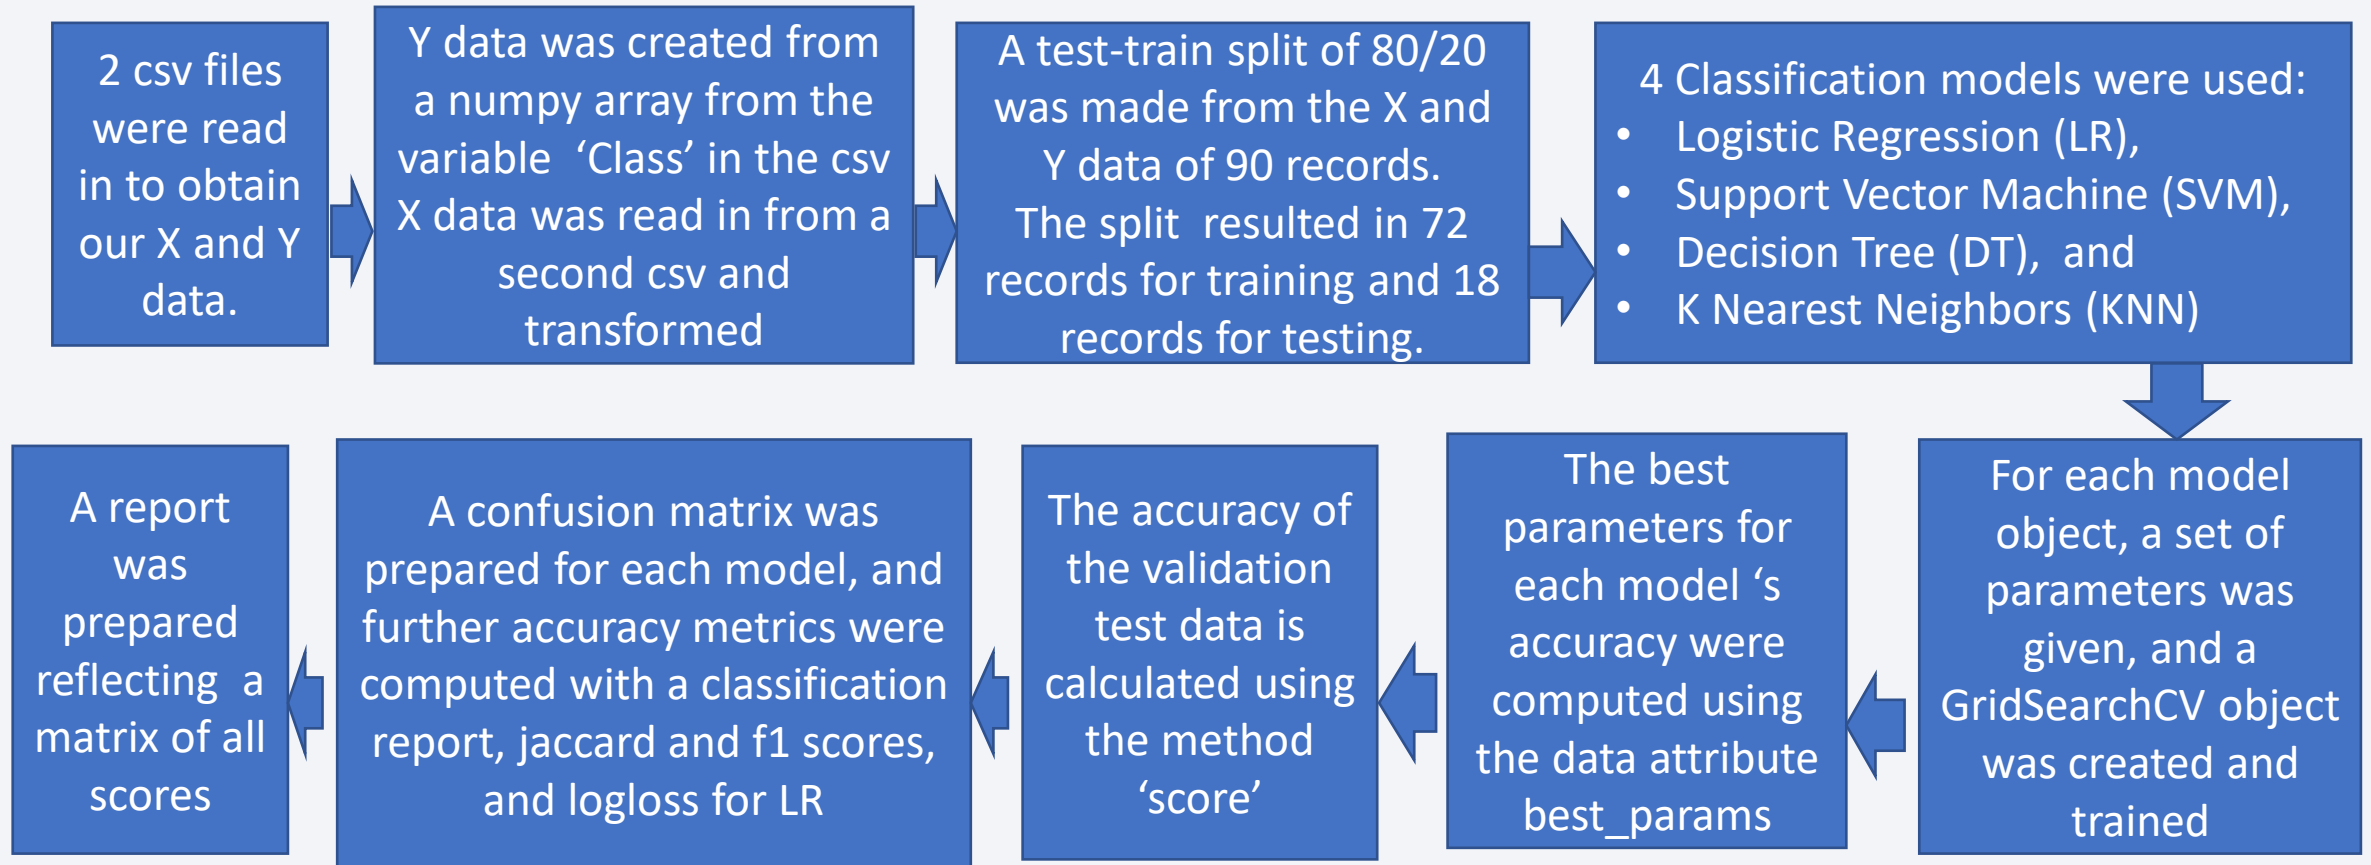 2 csv files
were read
in to obtain
our X and Y
data.
Y data was created from
a numpy array from the
variable  ‘Class’ in the csv
X data was read in from a
second csv and
transformed
A test-train split of 80/20
was made from the X and
Y data of 90 records.
The split  resulted in 72
records for training and 18
records for testing.
4 Classification models were used:
• Logistic Regression (LR),
• Support Vector Machine (SVM),
• Decision Tree (DT),  and
• K Nearest Neighbors (KNN)
For each model
object, a set of
parameters was
given, and a
GridSearchCV object
was created and
trained
The best
parameters for
each model ‘s
accuracy were
computed using
the data attribute
best_params
The accuracy of
the validation
test data is
calculated using
the method
‘score’
A confusion matrix was
prepared for each model, and
further accuracy metrics were
computed with a classification
report, jaccard and f1 scores,
and logloss for LR
A report
was
prepared
reflecting  a
matrix of all
scores